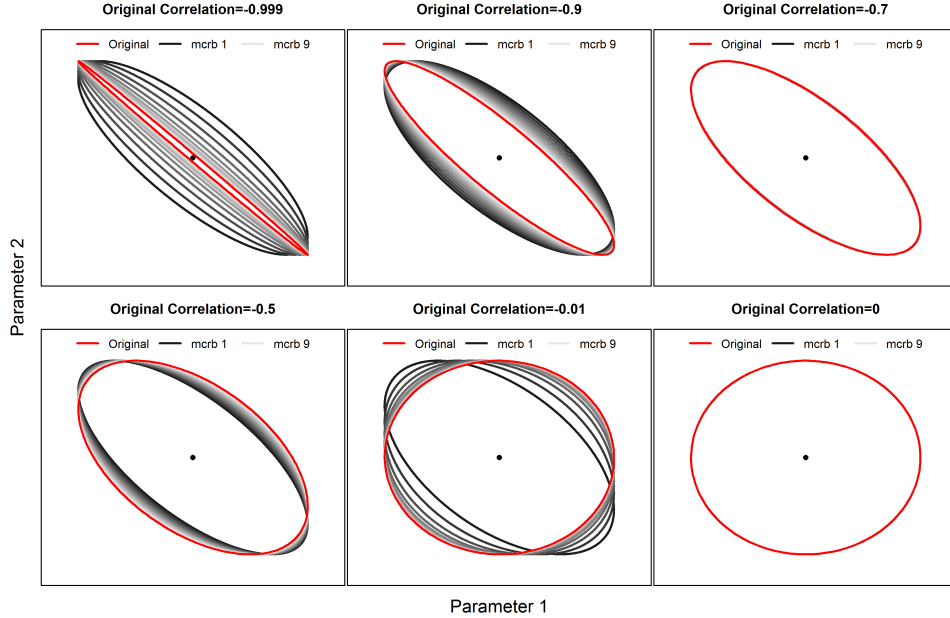 Original Correlation=-0.999
Original Correlation=-0.9
Original Correlation=-0.7
Original mcrb 1 mcrb 9
Original mcrb 1 mcrb 9
Original mcrb 1 mcrb 9
Parameter 2
Original Correlation=-0.5
Original Correlation=-0.01
Original Correlation=0
Original mcrb 1 mcrb 9
Original mcrb 1 mcrb 9
Original mcrb 1 mcrb 9
Parameter 1